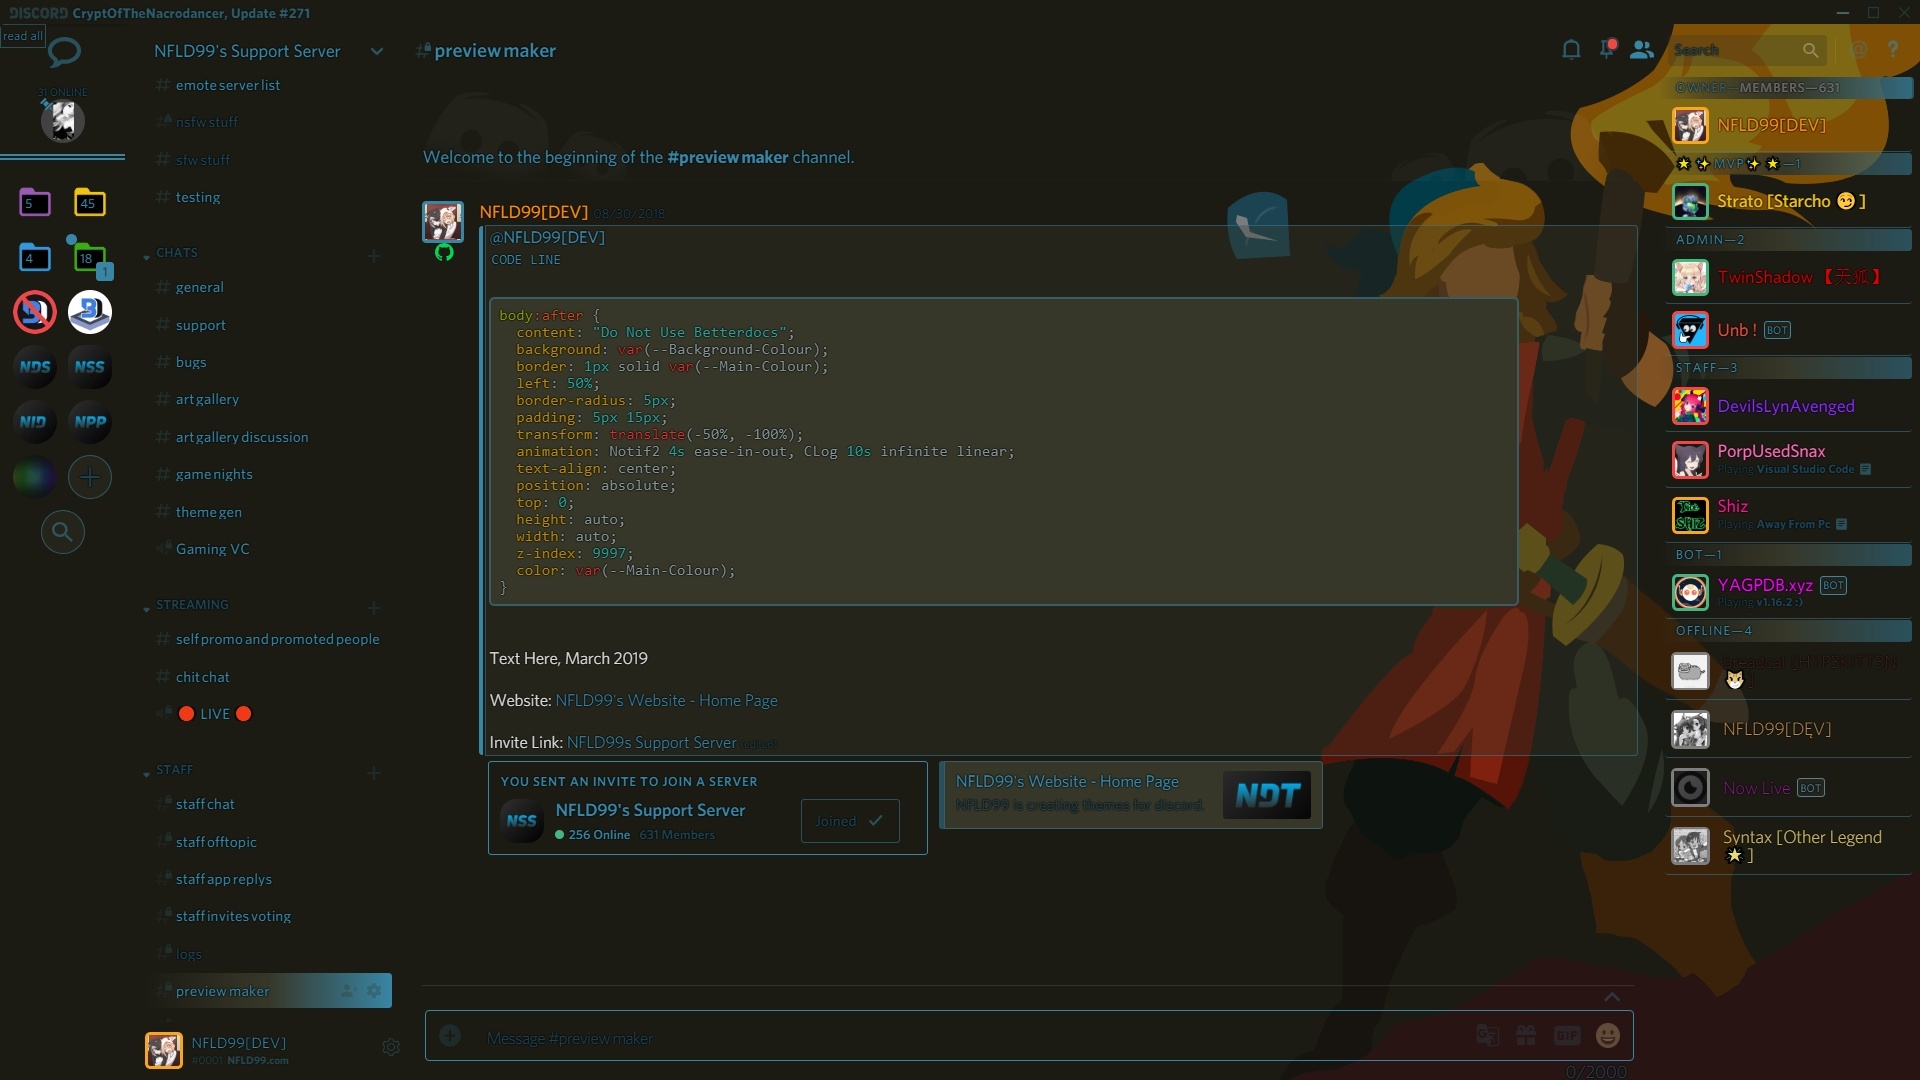 DISCORD CryptOfTheNacrodancer, Update #271
read all
31 ONLINE
5
45
4
18
1
NDS
NSS
NID
NPP
NFLD99's Support Server
emote server list
nsfw stuff
sfw stuff
testing
CHATS
general
support
bugs
art gallery
art gallery discussion
game nights
theme gen
Gaming VC
STREAMING
self promo and promoted people
chit chat
LIVE
STAFF
staff chat
staff offtopic
staff app replys
staff invites voting
logs
preview maker
NFLD99[DEV]
#0001 NFLD99.com
preview maker
Search
Welcome to the beginning of the #preview maker channel.
NFLD99[DEV] 08/30/2018
@NFLD99[DEV]
CODE LINE
body:after {
content: "Do Not Use Betterdocs";
background: var(--Background-Colour);
border: 1px solid var(--Main-Colour);
left: 50%;
border-radius: 5px;
padding: 5px 15px;
transform: translate(-50%, -100%);
animation: Notif2 4s ease-in-out, CLog 10s infinite linear;
text-align: center;
position: absolute;
top: 0;
height: auto;
width: auto;
z-index: 9997;
color: var(--Main-Colour);
}
Text Here, March 2019
Website: NFLD99's Website - Home Page
Invite Link: NFLD99s Support Server (edited)
YOU SENT AN INVITE TO JOIN A SERVER
NSS
NFLD99's Support Server
256 Online 631 Members
Joined
NFLD99's Website - Home Page
NFLD99 is creating themes for discord.
NDT
Message #preview maker
GIF
0/2000
OWNER—MEMBERS—631
NFLD99[DEV]
🌟✨MVP✨🌟—1
Strato [Starcho 😏]
ADMIN—2
TwinShadow 【天狐】
Unb ! BOT
STAFF—3
DevilsLynAvenged
PorpUsedSnax
Playing Visual Studio Code
The SHIZ
Shiz
Playing Away From Pc
BOT—1
YAGPDB.xyz BOT
Playing v1.16.2 :)
OFFLINE—4
NFLD99[DEV]
Now Live BOT
Syntax [Other Legend
🌟]